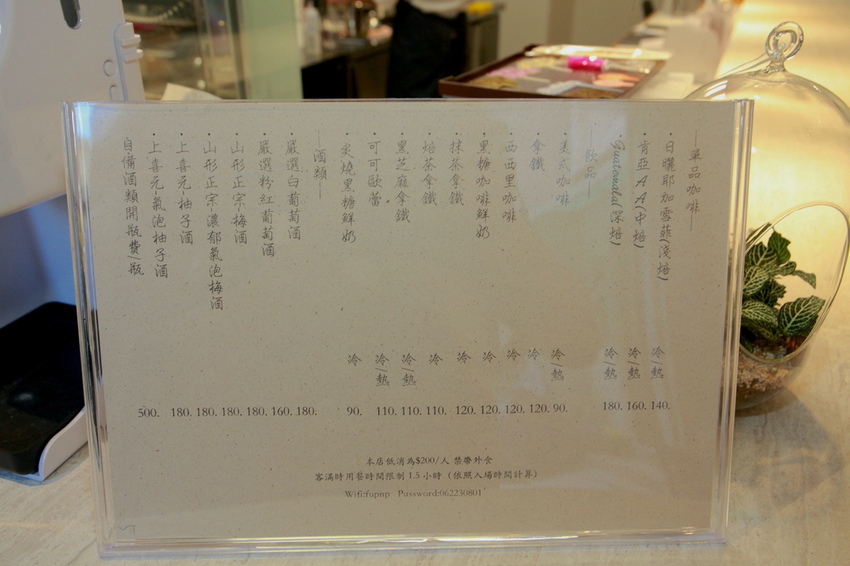 —單品咖啡—
·日曬耶加雪菲(淺焙) 冷/熱 140.
·肯亞AA(中焙) 冷/熱 160.
·Guatemala(深焙) 冷/熱 180.
—飲品—
·美式咖啡 冷/熱 90.
·拿鐵 冷 120.
·西西里咖啡 冷 120.
·黑糖咖啡鮮奶 冷 120.
·抹茶拿鐵 冷 120.
·焙茶拿鐵 冷 110.
·黑芝麻拿鐵 冷/熱 110.
·可可歐蕾 冷/熱 110.
·炙燒黑糖鮮奶 冷 90.
—酒類—
·嚴選白葡萄酒 180.
·嚴選粉紅葡萄酒 160.
·山形正宗梅酒 180.
·山形正宗濃郁氣泡梅酒 180.
·上喜元柚子酒 180.
·上喜元氣泡柚子酒 180.
自備酒類開瓶費/瓶 500.
本店低消為$200/人 禁帶外食
客滿時用餐時間限制 1.5 小時（依照入場時間計算）
Wifi:fupnp Password:062230801